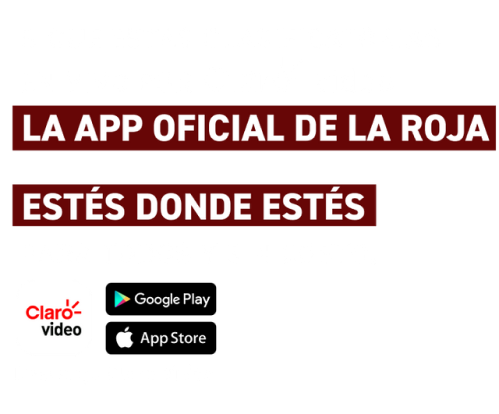 LA APP OFICIAL DE LA ROJA
ESTÉS DONDE ESTÉS
Claro
video
Google Play
App Store